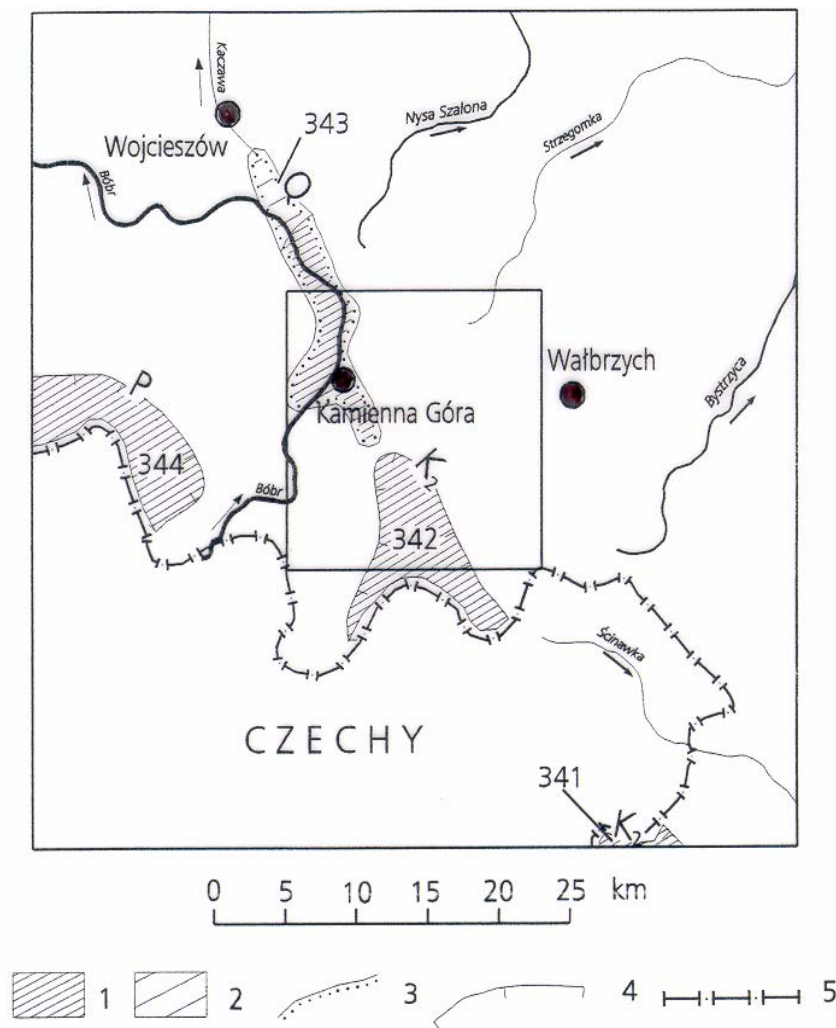 Kaczawa
343
Nysa Szalona
Strzegomka
Wojcieszów
Q
Bóbr
Wałbrzych
P
Kamienna Góra
Bystrzyca
344
K2
Bóbr
342
Ścinawka
CZECHY
341
K2
0 5 10 15 20 25 km
1 2 3 4 5